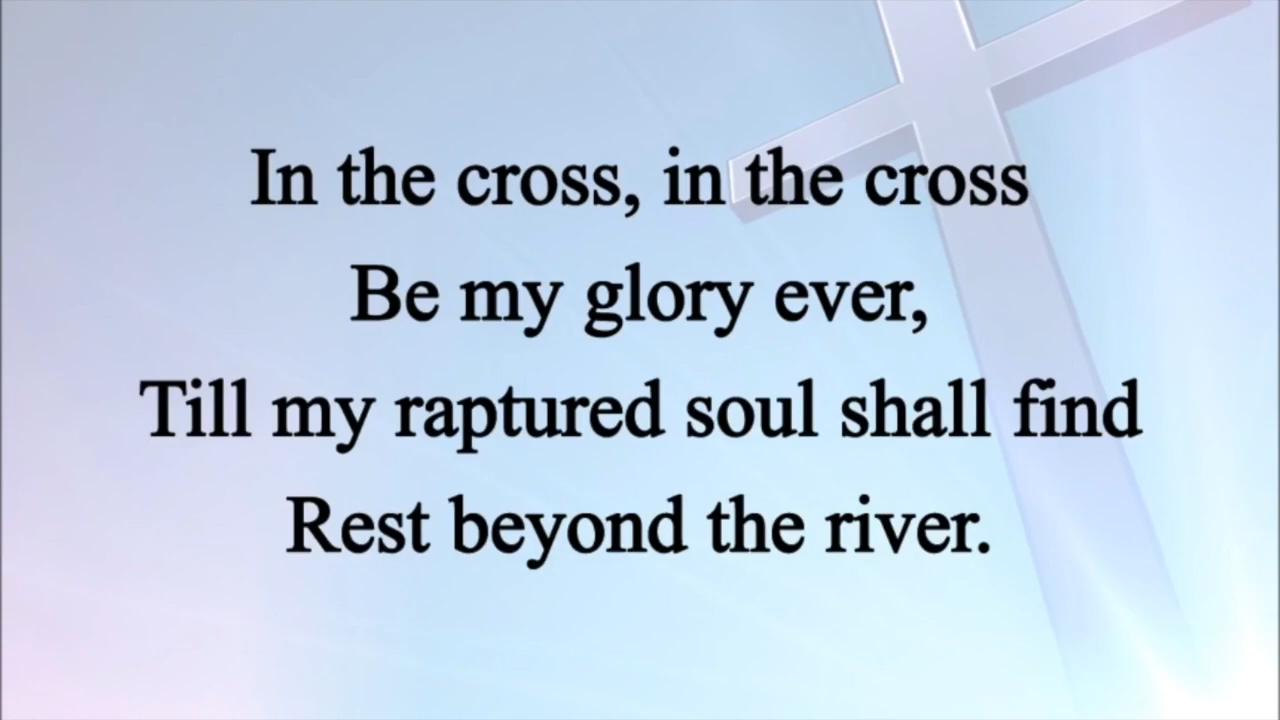 In the cross, in the cross
Be my glory ever,
Till my raptured soul shall find
Rest beyond the river.